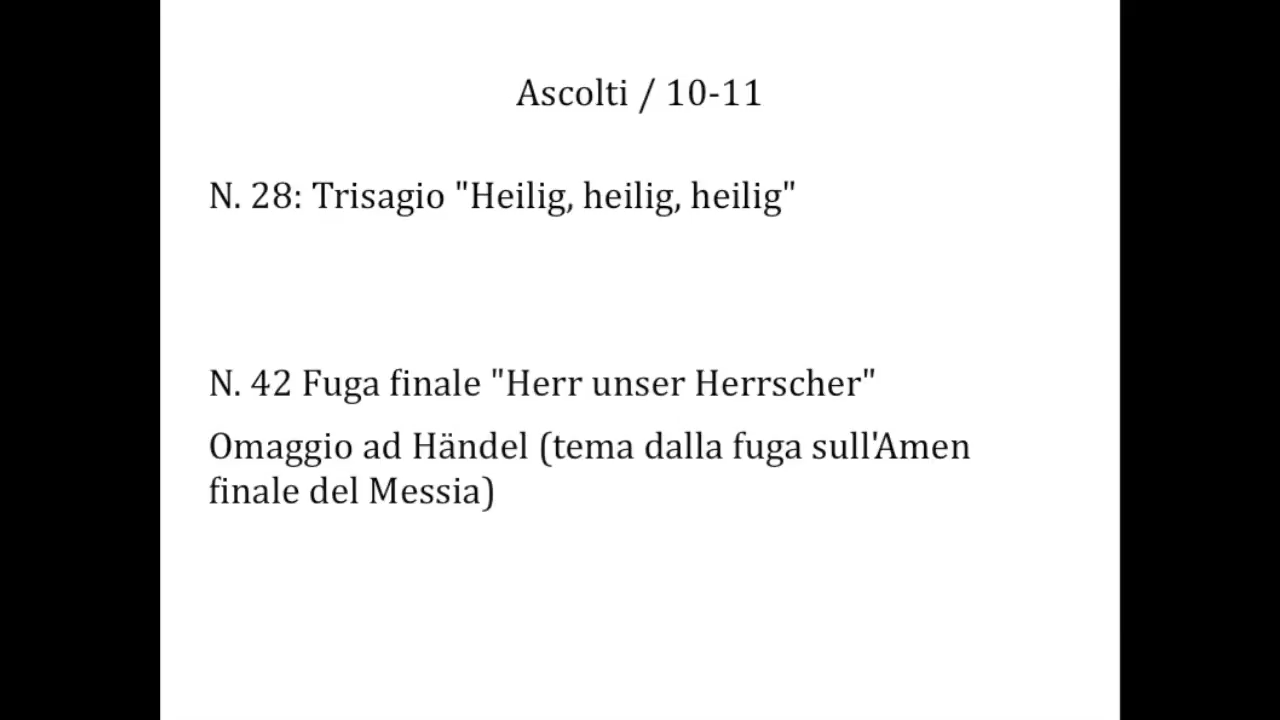 Ascolti / 10-11
N. 28: Trisagio "Heilig, heilig, heilig"
N. 42 Fuga finale "Herr unser Herrscher"
Omaggio ad Händel (tema dalla fuga sull'Amen
finale del Messia)